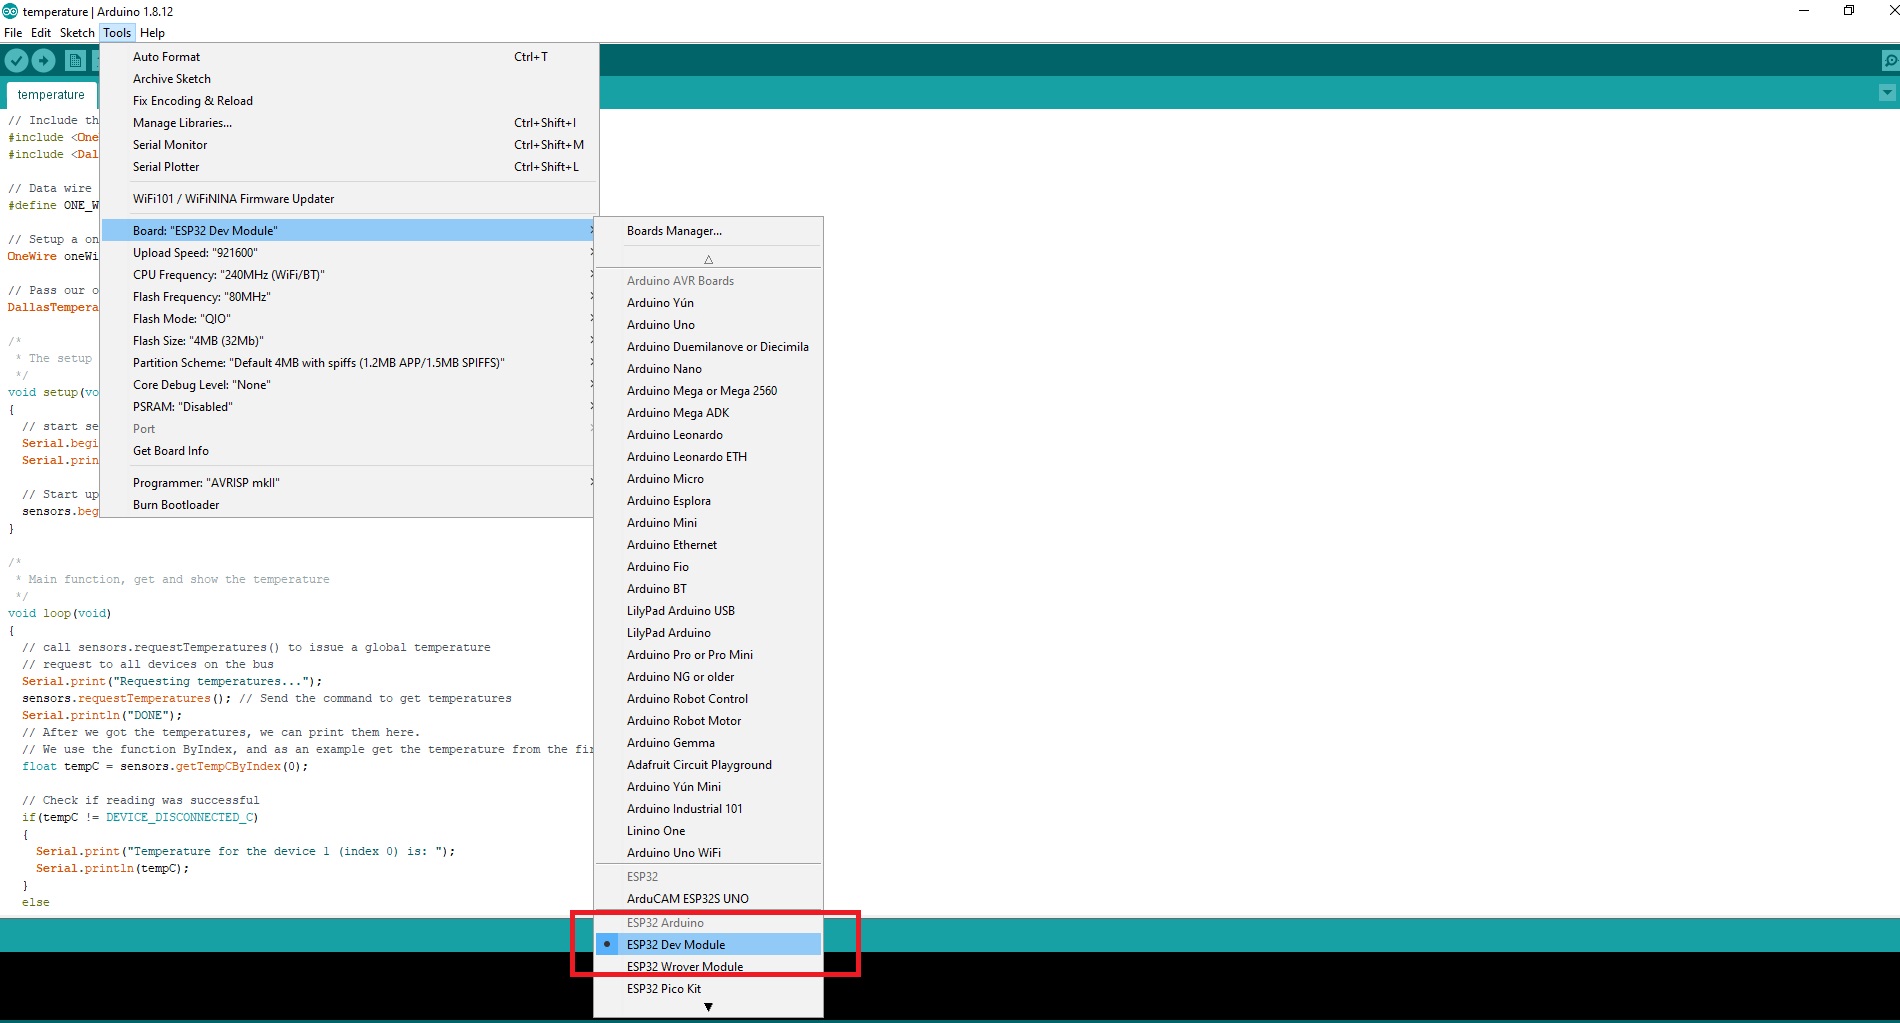 temperature | Arduino 1.8.12
File Edit Sketch Tools Help
temperature
// Include th
#include <One
#include <Dal
// Data wire
#define ONE_W
// Setup a on
OneWire oneWi
// Pass our o
DallasTempera
/*
* The setup
*/
void setup(vo
{
// start se
Serial.begi
Serial.prin
// Start up
sensors.beg
}
/*
* Main function, get and show the temperature
*/
void loop(void)
{
// call sensors.requestTemperatures() to issue a global temperature
// request to all devices on the bus
Serial.print("Requesting temperatures...");
sensors.requestTemperatures(); // Send the command to get temperatures
Serial.println("DONE");
// After we got the temperatures, we can print them here.
// We use the function ByIndex, and as an example get the temperature from the fir
float tempC = sensors.getTempCByIndex(0);
// Check if reading was successful
if(tempC != DEVICE_DISCONNECTED_C)
{
Serial.print("Temperature for the device 1 (index 0) is: ");
Serial.println(tempC);
}
else
Auto Format Ctrl+T
Archive Sketch
Fix Encoding & Reload
Manage Libraries... Ctrl+Shift+I
Serial Monitor Ctrl+Shift+M
Serial Plotter Ctrl+Shift+L
WiFi101 / WiFiNINA Firmware Updater
Board: "ESP32 Dev Module"
Upload Speed: "921600"
CPU Frequency: "240MHz (WiFi/BT)"
Flash Frequency: "80MHz"
Flash Mode: "QIO"
Flash Size: "4MB (32Mb)"
Partition Scheme: "Default 4MB with spiffs (1.2MB APP/1.5MB SPIFFS)"
Core Debug Level: "None"
PSRAM: "Disabled"
Port
Get Board Info
Programmer: "AVRISP mkII"
Burn Bootloader
Boards Manager...
Arduino AVR Boards
Arduino Yún
Arduino Uno
Arduino Duemilanove or Diecimila
Arduino Nano
Arduino Mega or Mega 2560
Arduino Mega ADK
Arduino Leonardo
Arduino Leonardo ETH
Arduino Micro
Arduino Esplora
Arduino Mini
Arduino Ethernet
Arduino Fio
Arduino BT
LilyPad Arduino USB
LilyPad Arduino
Arduino Pro or Pro Mini
Arduino NG or older
Arduino Robot Control
Arduino Robot Motor
Arduino Gemma
Adafruit Circuit Playground
Arduino Yún Mini
Arduino Industrial 101
Linino One
Arduino Uno WiFi
ESP32
ArduCAM ESP32S UNO
ESP32 Arduino
ESP32 Dev Module
ESP32 Wrover Module
ESP32 Pico Kit